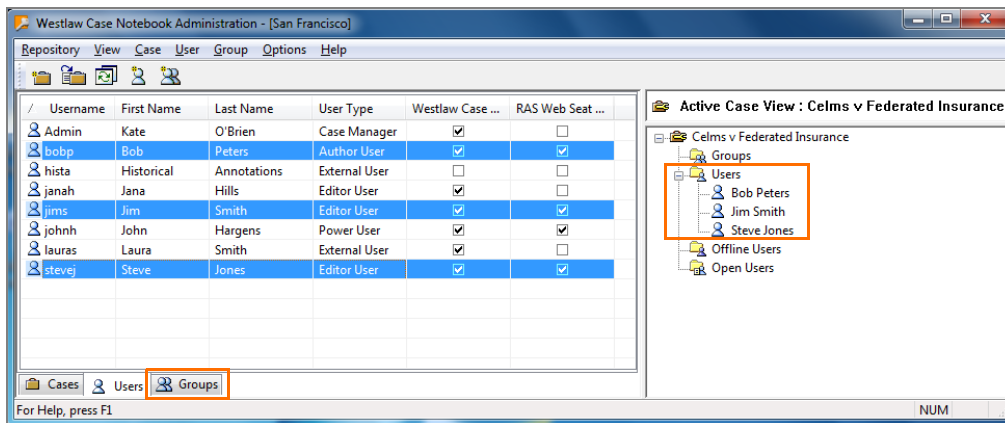 Westlaw Case Notebook Administration - [San Francisco]
Repository View Case User Group Options Help
/ Username First Name Last Name User Type Westlaw Case ... RAS Web Seat ...
Admin Kate O'Brien Case Manager
bobp Bob Peters Author User
hista Historical Annotations External User
janah Jana Hills Editor User
jims Jim Smith Editor User
johnh John Hargens Power User
lauras Laura Smith External User
stevej Steve Jones Editor User
Cases Users Groups
Active Case View : Celms v Federated Insurance
Celms v Federated Insurance
Groups
Users
Bob Peters
Jim Smith
Steve Jones
Offline Users
Open Users
For Help, press F1
NUM